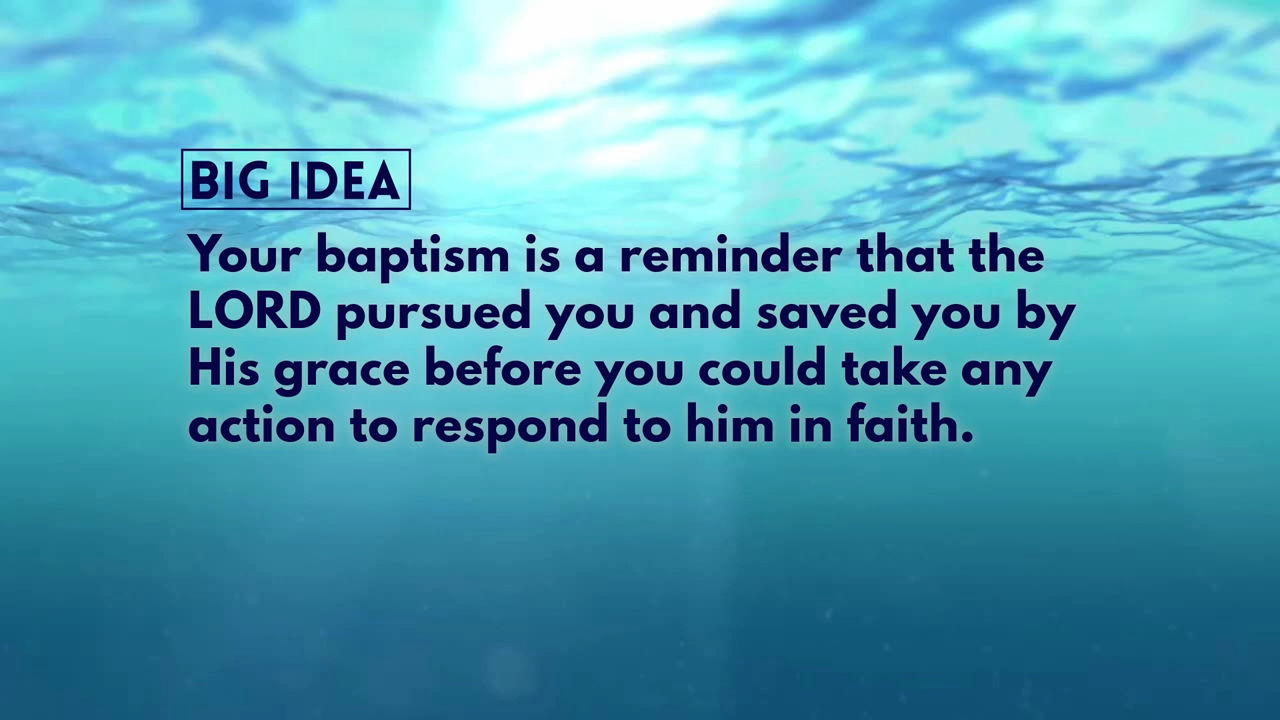 BIG IDEA
Your baptism is a reminder that the
LORD pursued you and saved you by
His grace before you could take any
action to respond to him in faith.